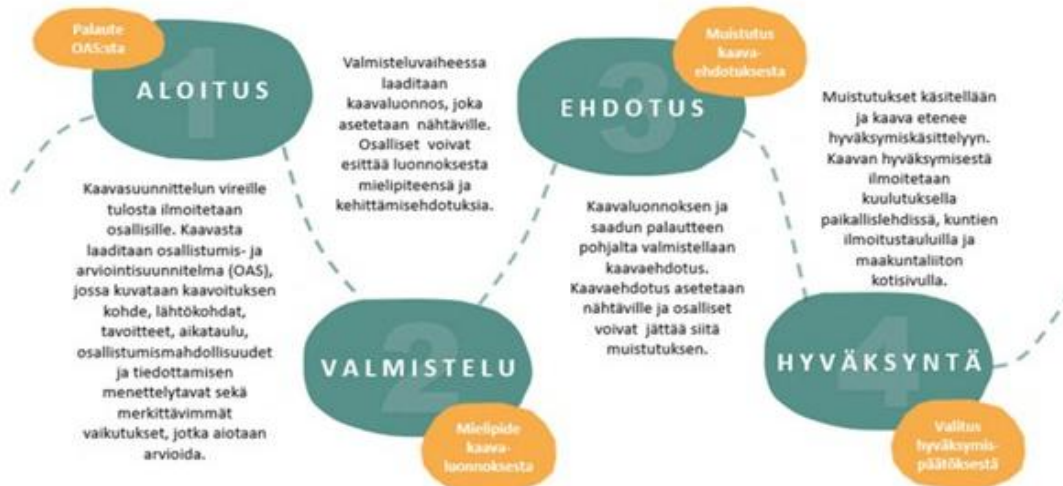 Palaute
OAS:sta
1
ALOITUS
Kaavasuunnittelun vireille
tulosta ilmoitetaan
osallisille. Kaavasta
laaditaan osallistumis- ja
arviointisuunnitelma (OAS),
jossa kuvataan kaavoituksen
kohde, lähtökohdat,
tavoitteet, aikataulu,
osallistumismahdollisuudet
ja tiedottamisen
menettelytavat sekä
merkittävimmät
vaikutukset, jotka aiotaan
arvioida.
Valmisteluvaiheessa
laaditaan
kaavaluonnos, joka
asetetaan nähtäville.
Osalliset voivat
esittää luonnoksesta
mielipiteensä ja
kehittämisehdotuksia.
2
VALMISTELU
Mielipide
kaava-
luonnoksesta
Muistutus
kaava-
ehdotuksesta
3
EHDOTUS
Kaavaluonnoksen ja
saadun palautteen
pohjalta valmistellaan
kaavaehdotus.
Kaavaehdotus asetetaan
nähtäville ja osalliset
voivat jättää siitä
muistutuksen.
Muistutukset käsitellään
ja kaava etenee
hyväksymiskäsittelyyn.
Kaavan hyväksymisestä
ilmoitetaan
kuulutuksella
paikallislehdissä, kuntien
ilmoitustauluilla ja
maakuntaliiton
kotisivulla.
4
HYVÄKSYNTÄ
Valitus
hyväksymis-
päätöksestä